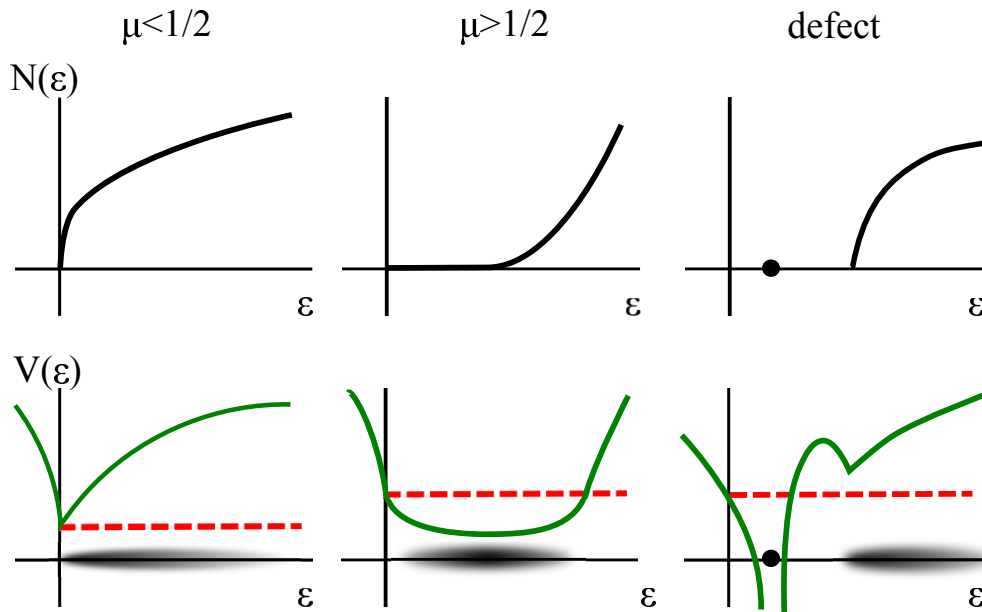 μ<1/2 μ>1/2 defect
N(ε)
ε ε ε
V(ε)
ε ε ε